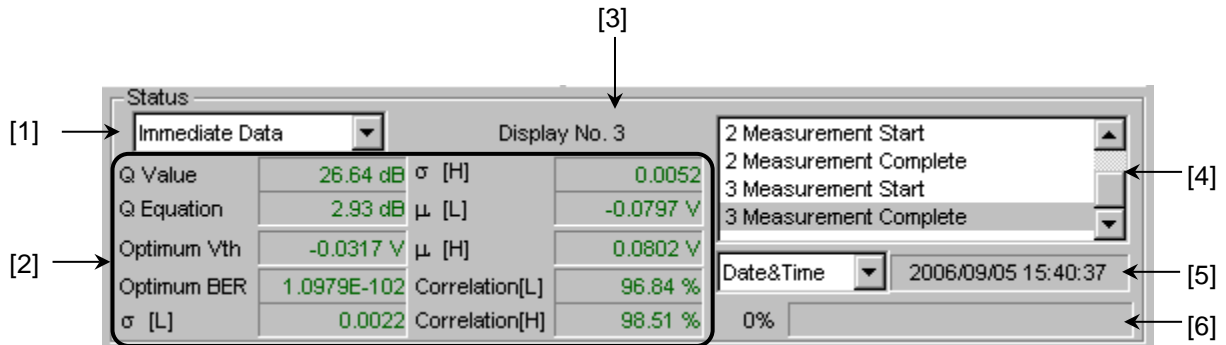 [3]
Status
[1]
Immediate Data
Display No. 3
Q Value 26.64 dB σ [H] 0.0052
Q Equation 2.93 dB μ [L] -0.0797 V
[2]
Optimum Vth -0.0317 V μ [H] 0.0802 V
Optimum BER 1.0979E-102 Correlation[L] 96.84 %
σ [L] 0.0022 Correlation[H] 98.51 %
2 Measurement Start
2 Measurement Complete
3 Measurement Start
3 Measurement Complete
[4]
Date&Time 2006/09/05 15:40:37
[5]
0%
[6]